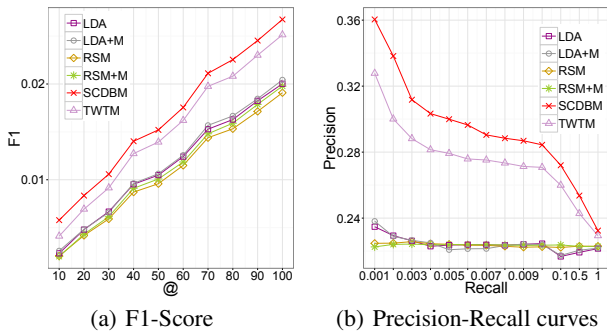 LDA
LDA+M
RSM
RSM+M
SCDBM
TWTM
0.02
0.01
F1
10 20 30 40 50 60 70 80 90 100
@
(a) F1-Score
0.36
0.32
0.28
0.24
Precision
LDA
LDA+M
RSM
RSM+M
SCDBM
TWTM
0.001 0.003 0.005 0.007 0.009 0.1 0.5 1
Recall
(b) Precision-Recall curves